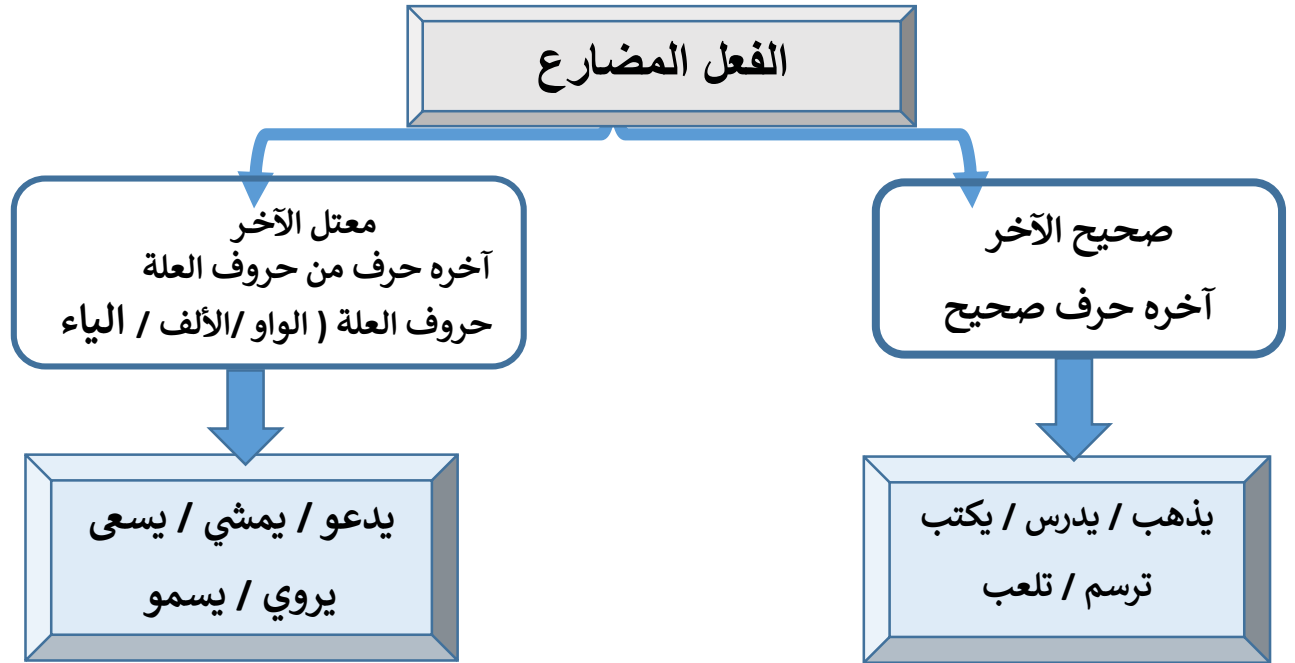 الفعل المضارع
صحيح الآخر
آخره حرف صحيح
معتل الآخر
آخره حرف من حروف العلة
حروف العلة ( الواو /الألف / الياء
يذهب / يدرس / يكتب
ترسم / تلعب
يدعو / يمشي / يسعى
يروي / يسمو